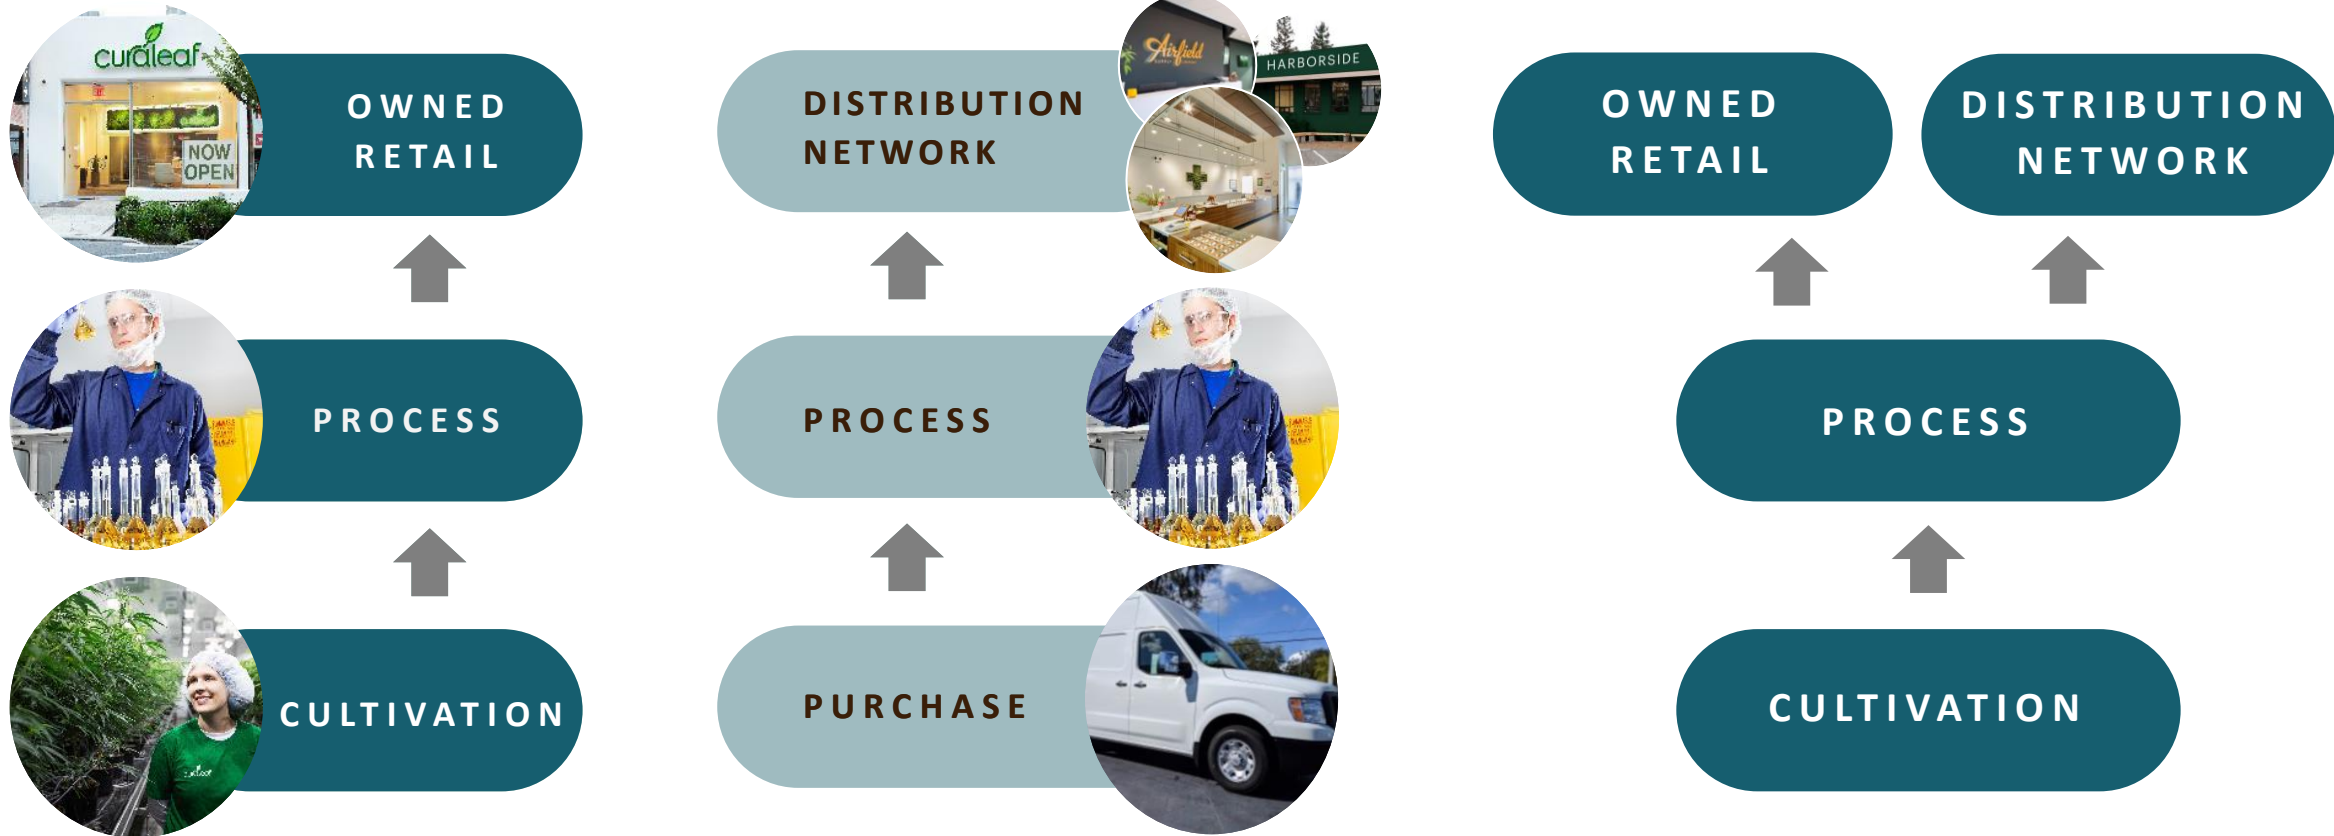 curaleaf
NOW
OPEN
OWNED
RETAIL
PROCESS
curaleaf
CULTIVATION
Airfield
HARBORSIDE
DISTRIBUTION
NETWORK
PROCESS
PURCHASE
OWNED
RETAIL
DISTRIBUTION
NETWORK
PROCESS
CULTIVATION